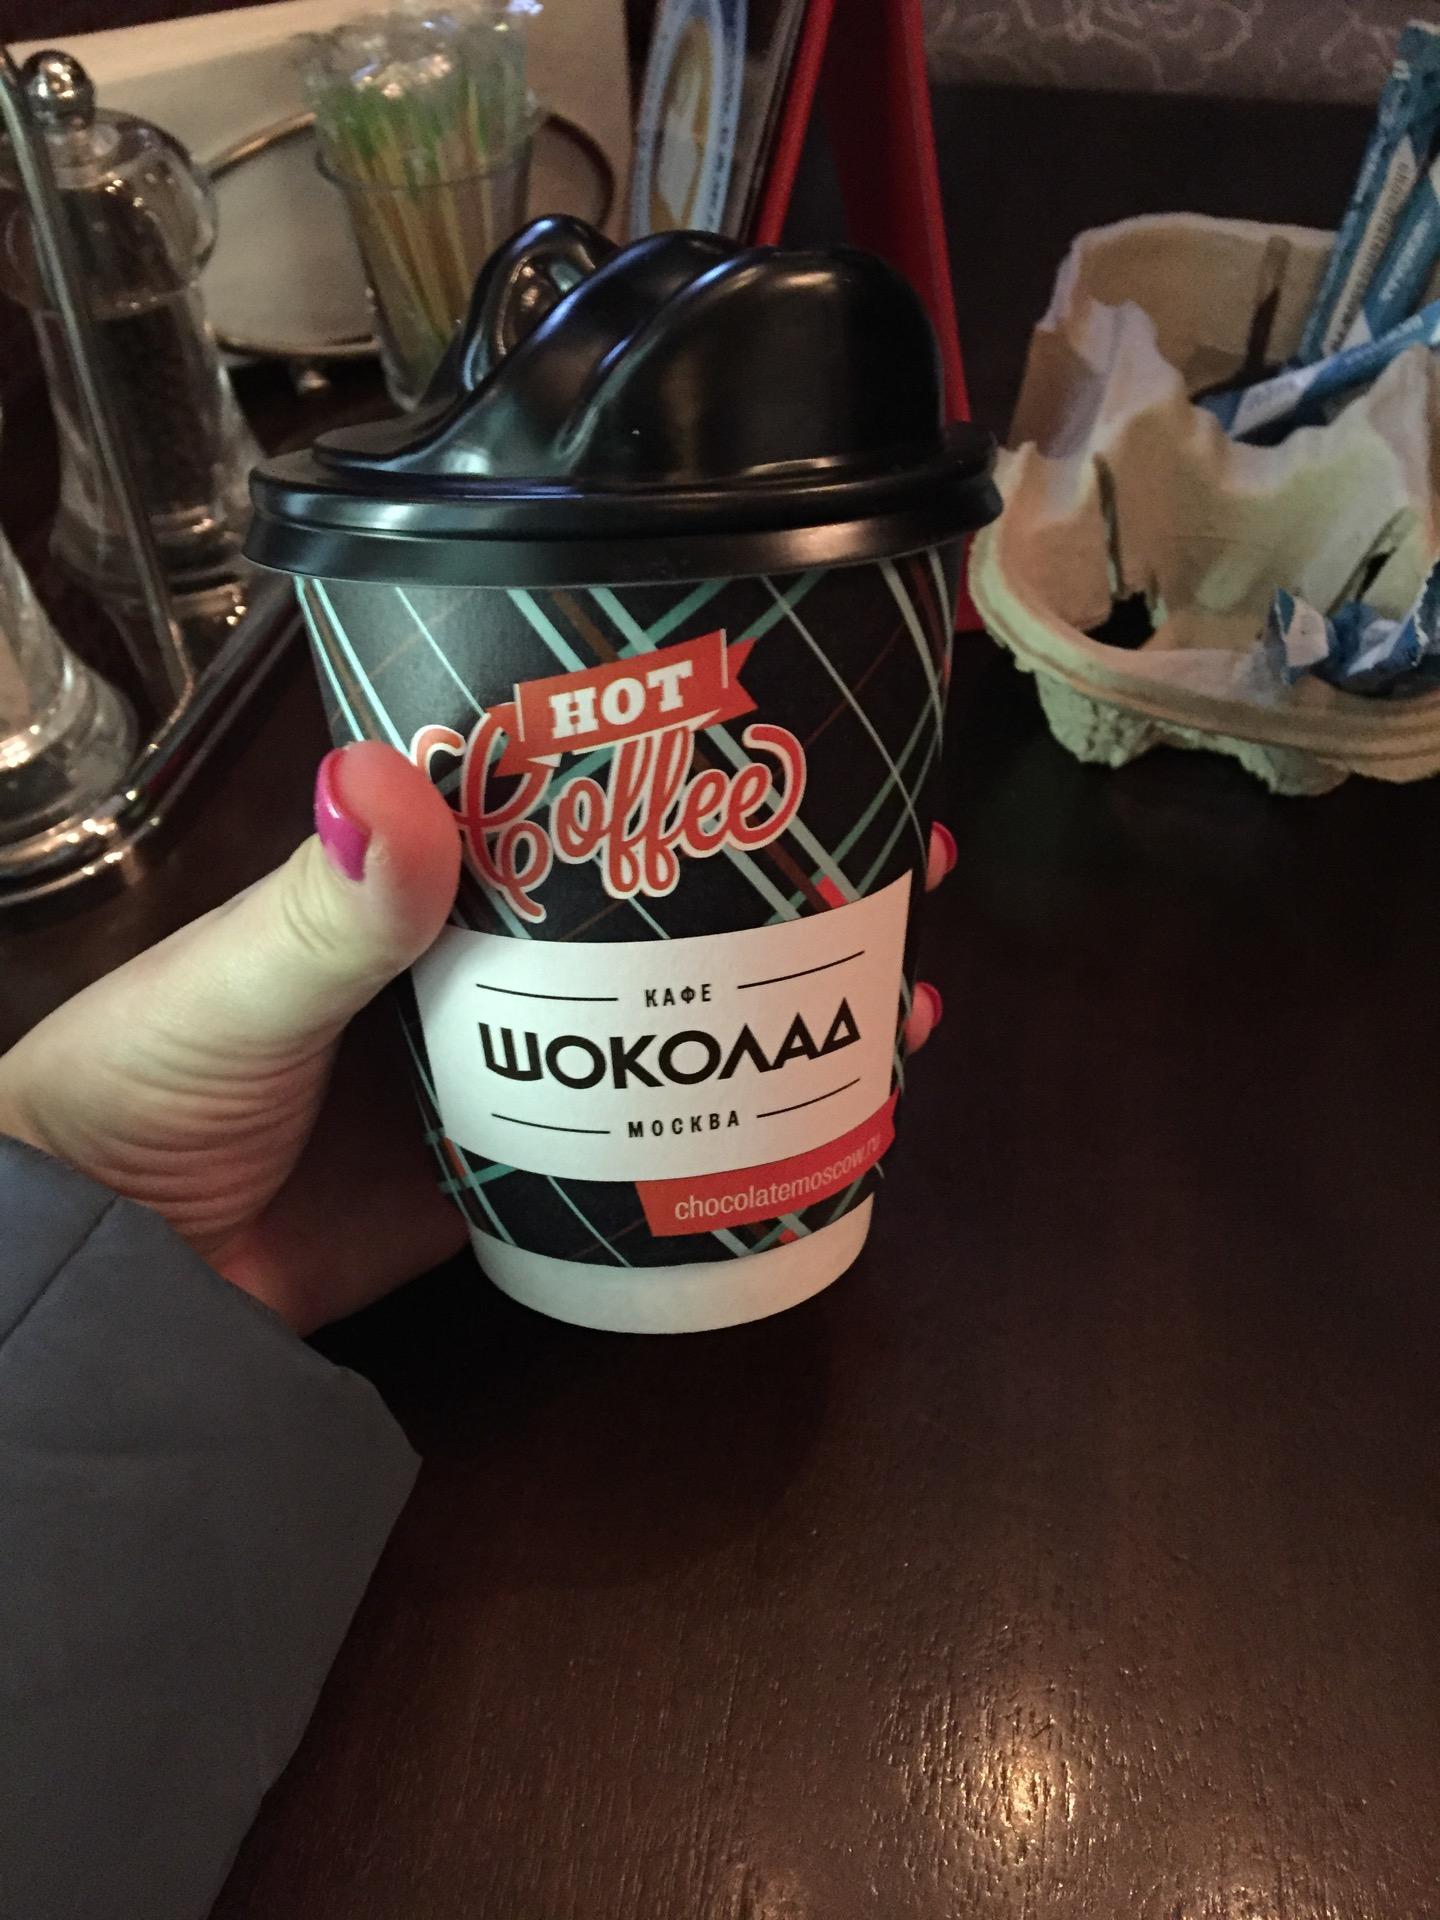 HOT
Coffee
КАФЕ
ШОКОЛАД
МОСКВА
chocolatemoscow.ru